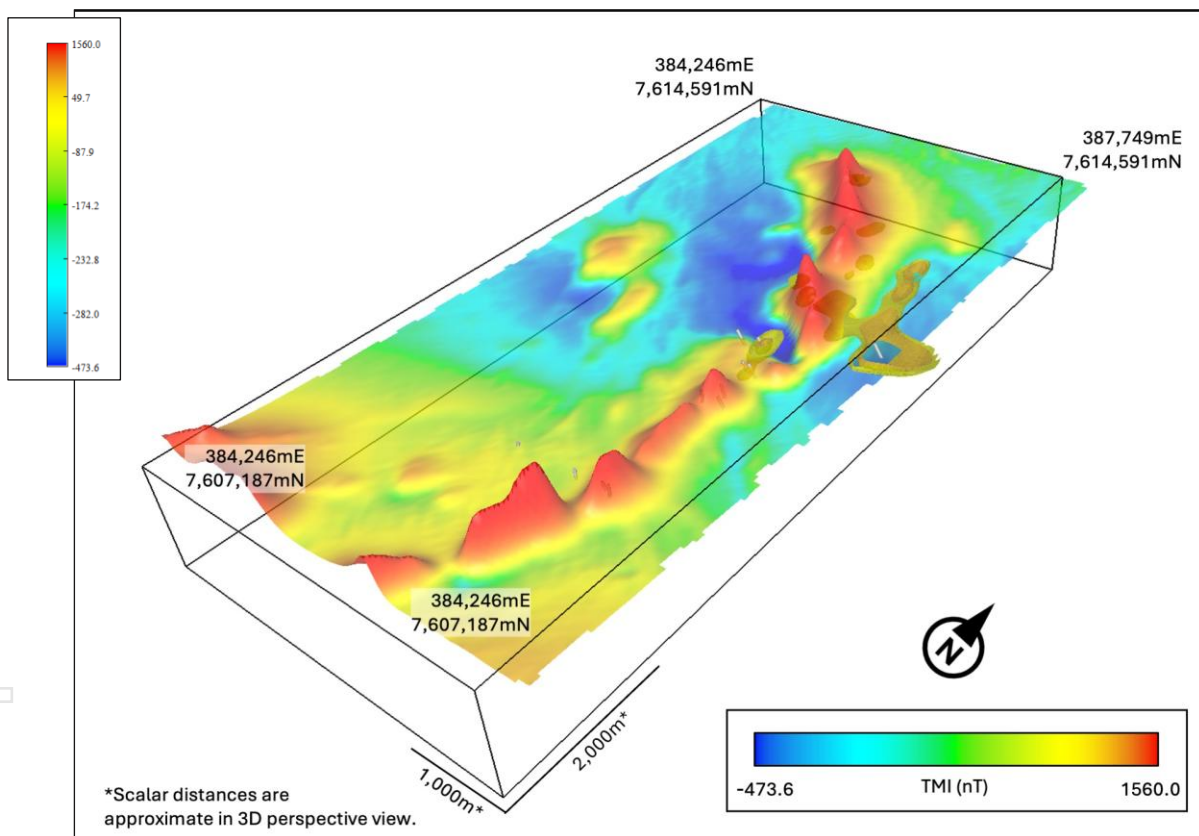 1560.0
49.7
-87.9
-174.2
-232.8
-282.0
-473.6
384,246mE
7,614,591mN
387,749mE
7,614,591mN
384,246mE
7,607,187mN
384,246mE
7,607,187mN
N
2,000m*
1,000m*
*Scalar distances are
approximate in 3D perspective view.
-473.6 TMI (nT) 1560.0